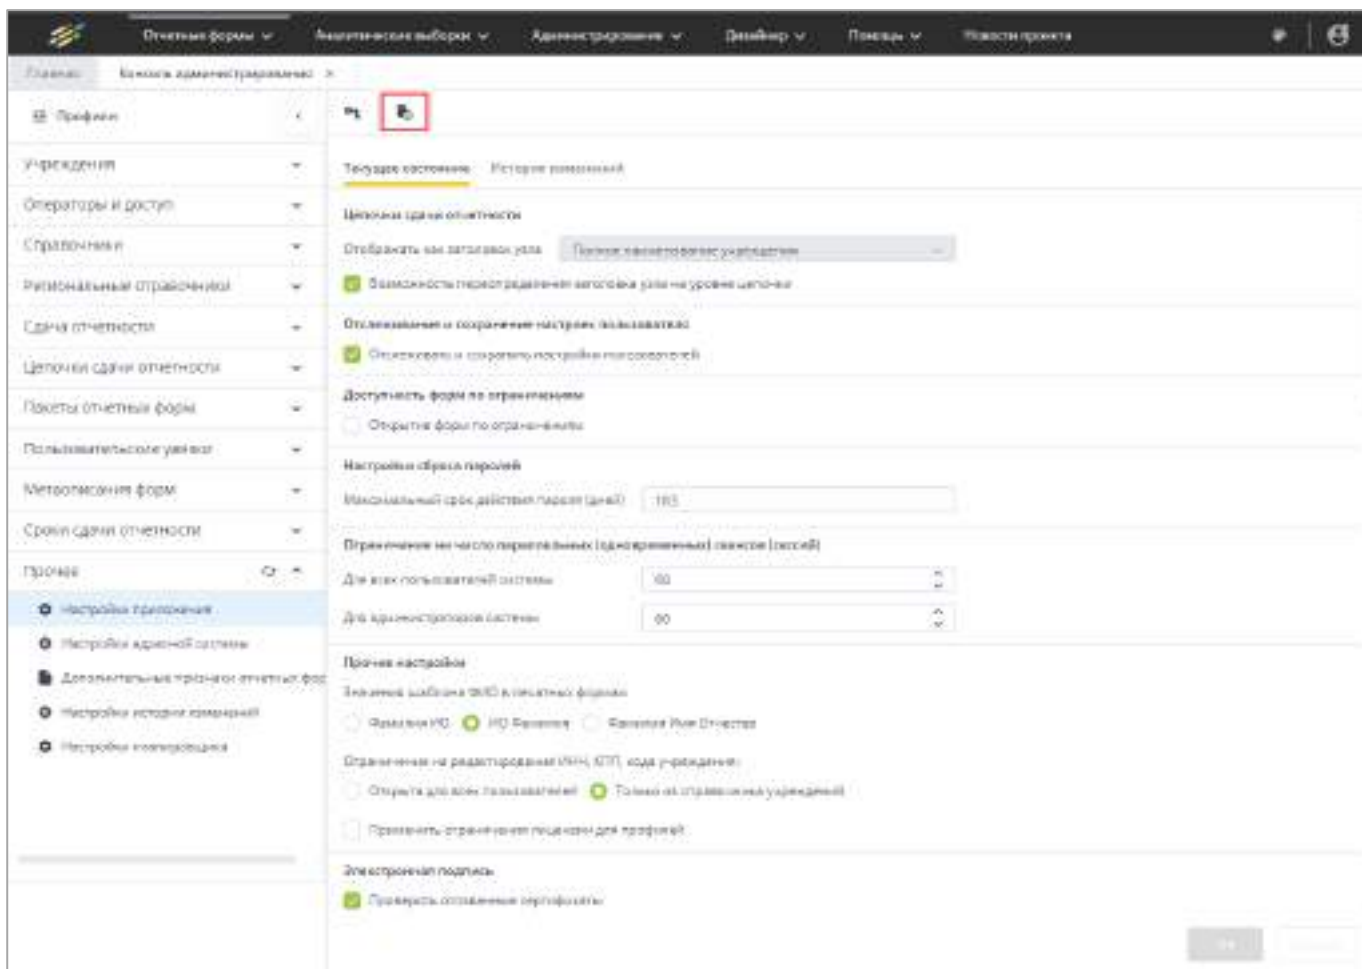 Отчетные формы Аналитические выборки Администрирование Дизайнер Помощь Новости проекта
Главная Консоль администрирования ×
Профили
Учреждения
Операторы и доступ
Справочники
Региональные справочники
Сдача отчетности
Цепочки сдачи отчетности
Пакеты отчетных форм
Пользовательские увязки
Метаописания форм
Сроки сдачи отчетности
Прочее
Настройки приложения
Настройки адресной системы
Дополнительные признаки отчетных фор
Настройки истории изменений
Настройки планировщика
Текущее состояние История изменений
Цепочки сдачи отчетности
Отображать как заголовок узла Полное наименование учреждения
Возможность переопределения заголовка узла на уровне цепочки
Отслеживание и сохранение настроек пользователя
Отслеживать и сохранять настройки пользователей
Доступность форм по ограничениям
Открытие форм по ограничениям
Настройки сброса паролей
Максимальный срок действия пароля (дней)
Ограничение на число параллельных (одновременных) сеансов (сессий)
Для всех пользователей системы
Для администраторов системы
Прочие настройки
Значение шаблона ФИО в печатных формах
Фамилия ИО ИО Фамилия Фамилия Имя Отчество
Ограничение на редактирование ИНН, КПП, кода учреждения:
Открыто для всех пользователей Только из справочника учреждений
Применить ограничения лицензии для профилей
Электронная подпись
Проверять отозванные сертификаты